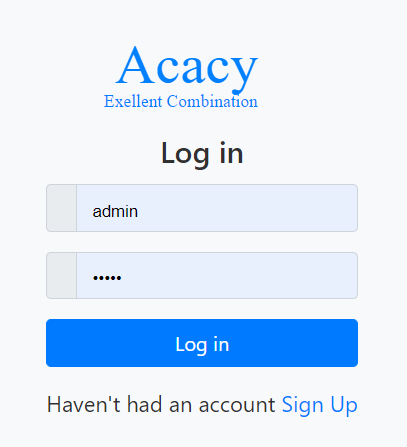 Acacy
Exellent Combination
Log in
admin
•••••
Log in
Haven't had an account Sign Up